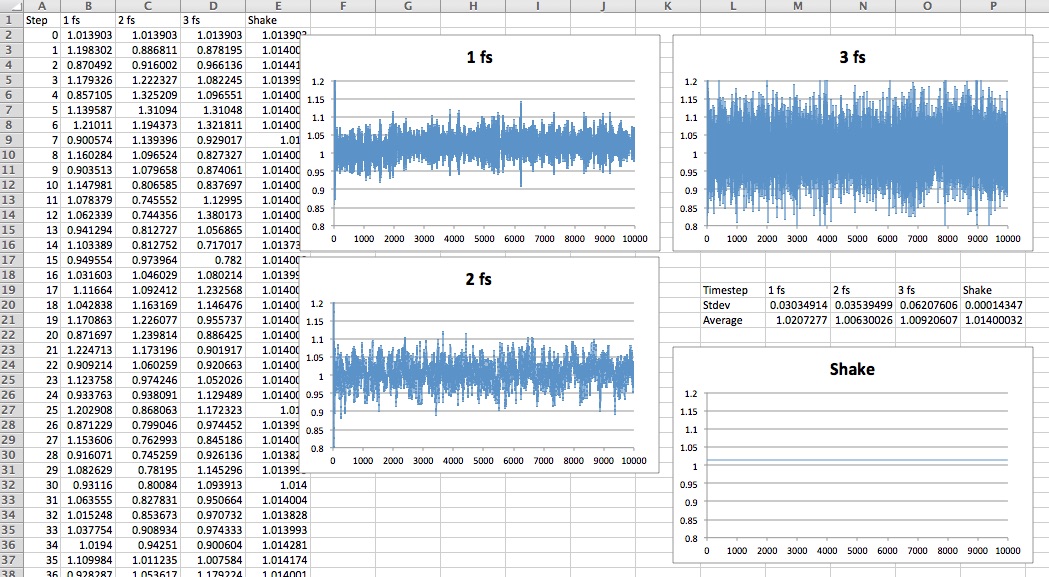 A B C D E F G H I J K L M N O P
1 Step 1 fs 2 fs 3 fs Shake
2 0 1.013903 1.013903 1.013903 1.013903
3 1 1.198302 0.886811 0.878195 1.01400
4 2 0.870492 0.916002 0.966136 1.01441
5 3 1.179326 1.222327 1.082245 1.01399
6 4 0.857105 1.325209 1.096551 1.01400
7 5 1.139587 1.31094 1.31048 1.01400
8 6 1.21011 1.194373 1.321811 1.01400
9 7 0.900574 1.139396 0.929017 1.01
10 8 1.160284 1.096524 0.827327 1.01400
11 9 0.903513 1.079658 0.874061 1.01400
12 10 1.147981 0.806585 0.837697 1.01400
13 11 1.078379 0.745552 1.12995 1.01400
14 12 1.062339 0.744356 1.380173 1.01400
15 13 0.941294 0.812727 1.056865 1.01400
16 14 1.103389 0.812752 0.717017 1.01373
17 15 0.949554 0.973964 0.782 1.01400
18 16 1.031603 1.046029 1.080214 1.01399
19 17 1.11664 1.092412 1.232568 1.01400
20 18 1.042838 1.163169 1.146476 1.01400
21 19 1.170863 1.226077 0.955737 1.01400
22 20 0.871697 1.239814 0.886425 1.01400
23 21 1.224713 1.173196 0.901917 1.01400
24 22 0.909214 1.060259 0.920663 1.01400
25 23 1.123758 0.974246 1.052026 1.01400
26 24 0.933763 0.938091 1.129489 1.01400
27 25 1.202908 0.868063 1.172323 1.01
28 26 0.871229 0.799046 0.974452 1.01399
29 27 1.153606 0.762993 0.845186 1.01400
30 28 0.916071 0.745259 0.926136 1.01382
31 29 1.082629 0.78195 1.145296 1.01399
32 30 0.93116 0.80084 1.093913 1.014
33 31 1.063555 0.827831 0.950664 1.014004
34 32 1.015248 0.853673 0.970732 1.013828
35 33 1.037754 0.908934 0.974333 1.013993
36 34 1.0194 0.94251 0.900604 1.014281
37 35 1.109984 1.011235 1.007584 1.014174
38 36 0.928287 1.053617 1.179224 1.014001
1 fs
1.2
1.15
1.1
1.05
1
0.95
0.9
0.85
0.8
0 1000 2000 3000 4000 5000 6000 7000 8000 9000 10000
3 fs
1.2
1.15
1.1
1.05
1
0.95
0.9
0.85
0.8
0 1000 2000 3000 4000 5000 6000 7000 8000 9000 10000
2 fs
1.2
1.15
1.1
1.05
1
0.95
0.9
0.85
0.8
0 1000 2000 3000 4000 5000 6000 7000 8000 9000 10000
Timestep 1 fs 2 fs 3 fs Shake
Stdev 0.03034914 0.03539499 0.06207606 0.00014347
Average 1.0207277 1.00630026 1.00920607 1.01400032
Shake
1.2
1.15
1.1
1.05
1
0.95
0.9
0.85
0.8
0 1000 2000 3000 4000 5000 6000 7000 8000 9000 10000